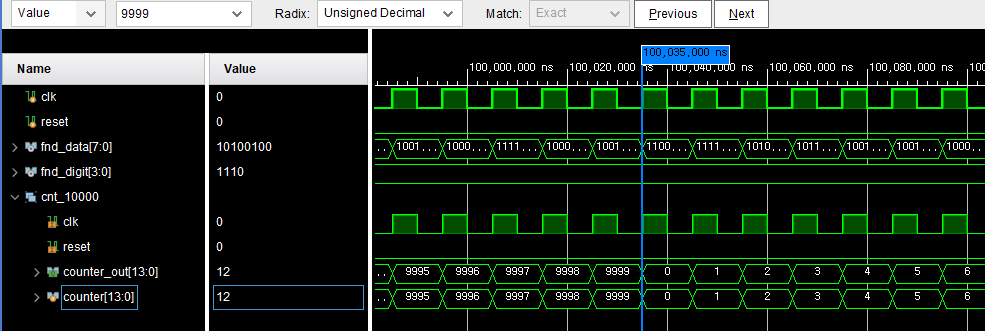 Value 9999 Radix: Unsigned Decimal Match: Exact Previous Next
100,035,000 ns
Name Value
100,000,000 ns 100,020,000 ns 100,040,000 ns 100,060,000 ns 100,080,000 ns
clk 0
reset 0
fnd_data[7:0] 10100100 1001... 1000... 1111... 1000... 1001... 1100... 1111... 1010... 1011... 1001... 1001... 1000...
fnd_digit[3:0] 1110
cnt_10000
clk 0
reset 0
counter_out[13:0] 12 9995 9996 9997 9998 9999 0 1 2 3 4 5 6
counter[13:0] 12 9995 9996 9997 9998 9999 0 1 2 3 4 5 6